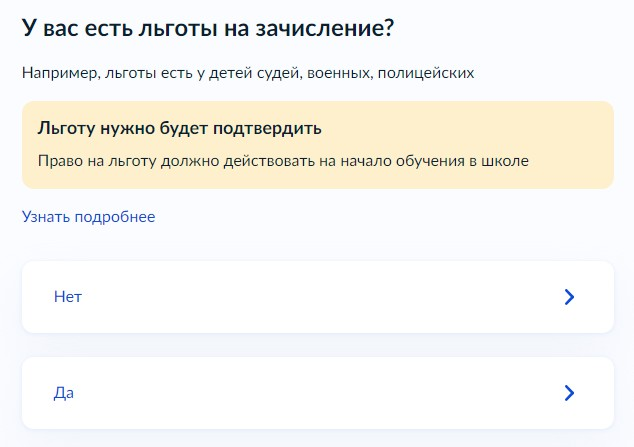 У вас есть льготы на зачисление?
Например, льготы есть у детей судей, военных, полицейских
Льготу нужно будет подтвердить
Право на льготу должно действовать на начало обучения в школе
Узнать подробнее
Нет
Да